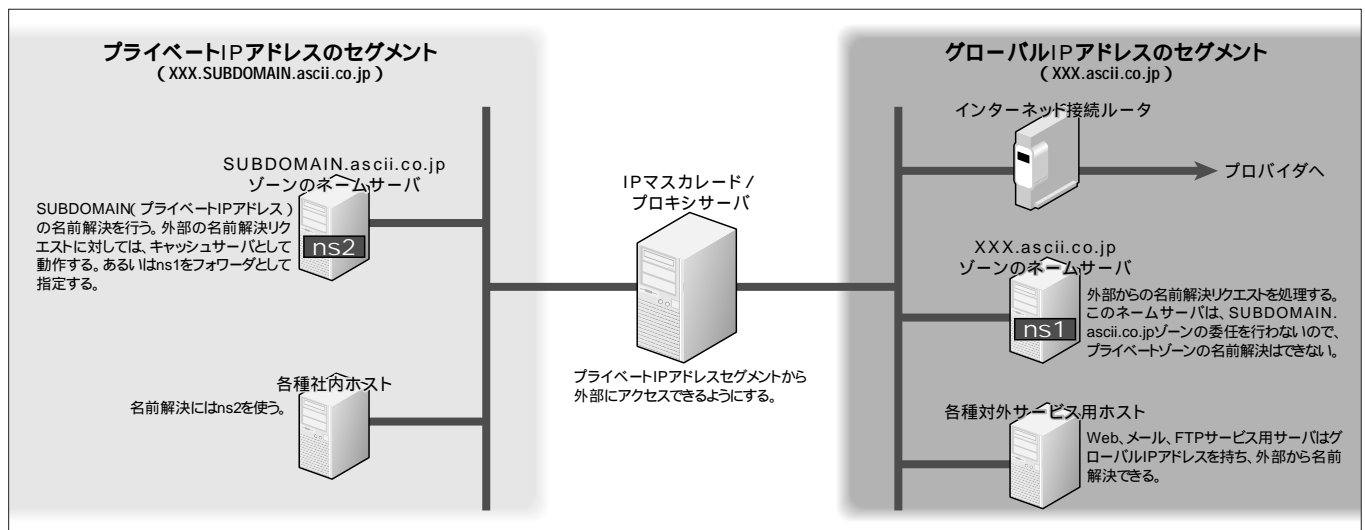 プライベートIPアドレスのセグメント
（XXX.SUBDOMAIN.ascii.co.jp）
SUBDOMAIN.ascii.co.jp
ゾーンのネームサーバ
SUBDOMAIN（プライベートIPアドレス）
の名前解決を行う。外部の名前解決リク
エストに対しては、キャッシュサーバとして
動作する。あるいはns1をフォワーダとして
指定する。
ns2
各種社内ホスト
名前解決にはns2を使う。
IPマスカレード/
プロキシサーバ
プライベートIPアドレスセグメントから
外部にアクセスできるようにする。
グローバルIPアドレスのセグメント
（XXX.ascii.co.jp）
インターネッド接続ルータ
プロバイダへ
XXX.ascii.co.jp
ゾーンのネームサーバ
ns1
外部からの名前解決リクエストを処理する。
このネームサーバは、SUBDOMAIN.
ascii.co.jpゾーンの委任を行わないので、
プライベートゾーンの名前解決はできない。
各種対外サービス用ホスト
Web、メール、FTPサービス用サーバはグ
ローバルIPアドレスを持ち、外部から名前
解決できる。